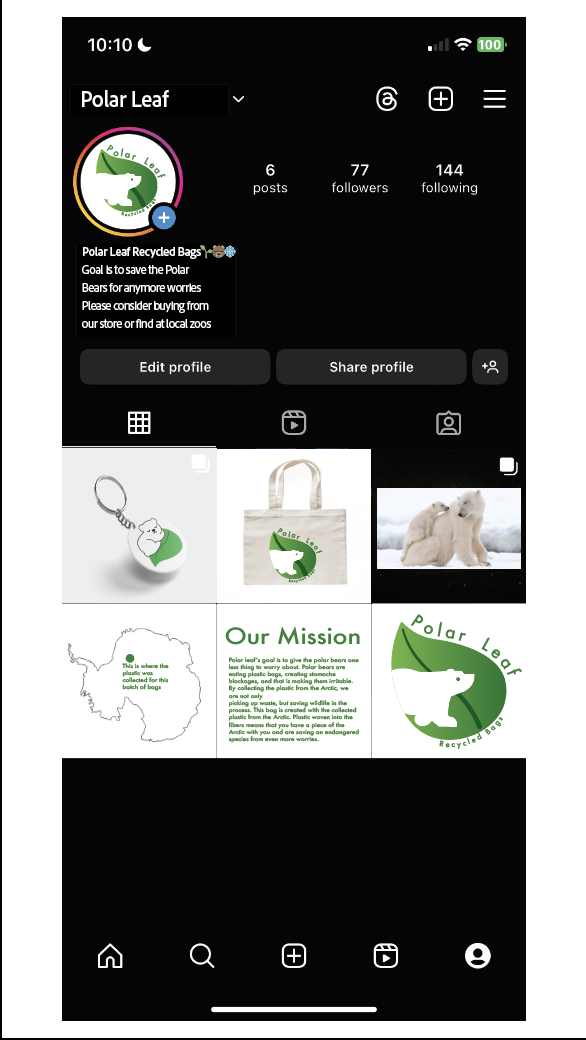 10:10
100
Polar Leaf
Polar Leaf
Recycled Bags
6
posts
77
followers
144
following
Polar Leaf Recycled Bags
Goal is to save the Polar
Bears for anymore worries
Please consider buying from
our store or find at local zoos
Edit profile
Share profile
Polar Leaf
Recycled Bags
This is where the
plastic was
collected for this
batch of bags
Our Mission
Polar leaf's goal is to give the polar bears one
less thing to worry about. Polar bears are
eating plastic bags, creating stomache
blockages, and that is making them irritable.
By collecting the plastic from the Arctic, we
are not only
picking up waste, but saving wildlife in the
process. This bag is created with the collected
plastic from the Arctic. Plastic woven into the
fibers means that you have a piece of the
Arctic with you and are saving an endangered
species from even more worries.
Polar Leaf
Recycled Bags